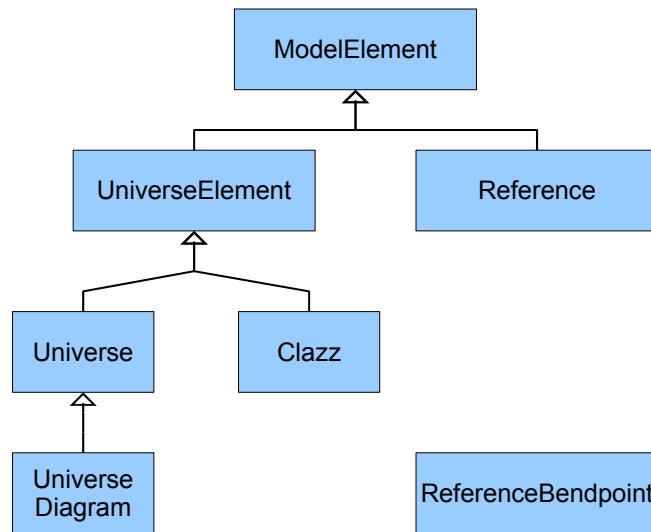 ModelElement
UniverseElement
Reference
Universe
Clazz
Universe
Diagram
ReferenceBendpoint